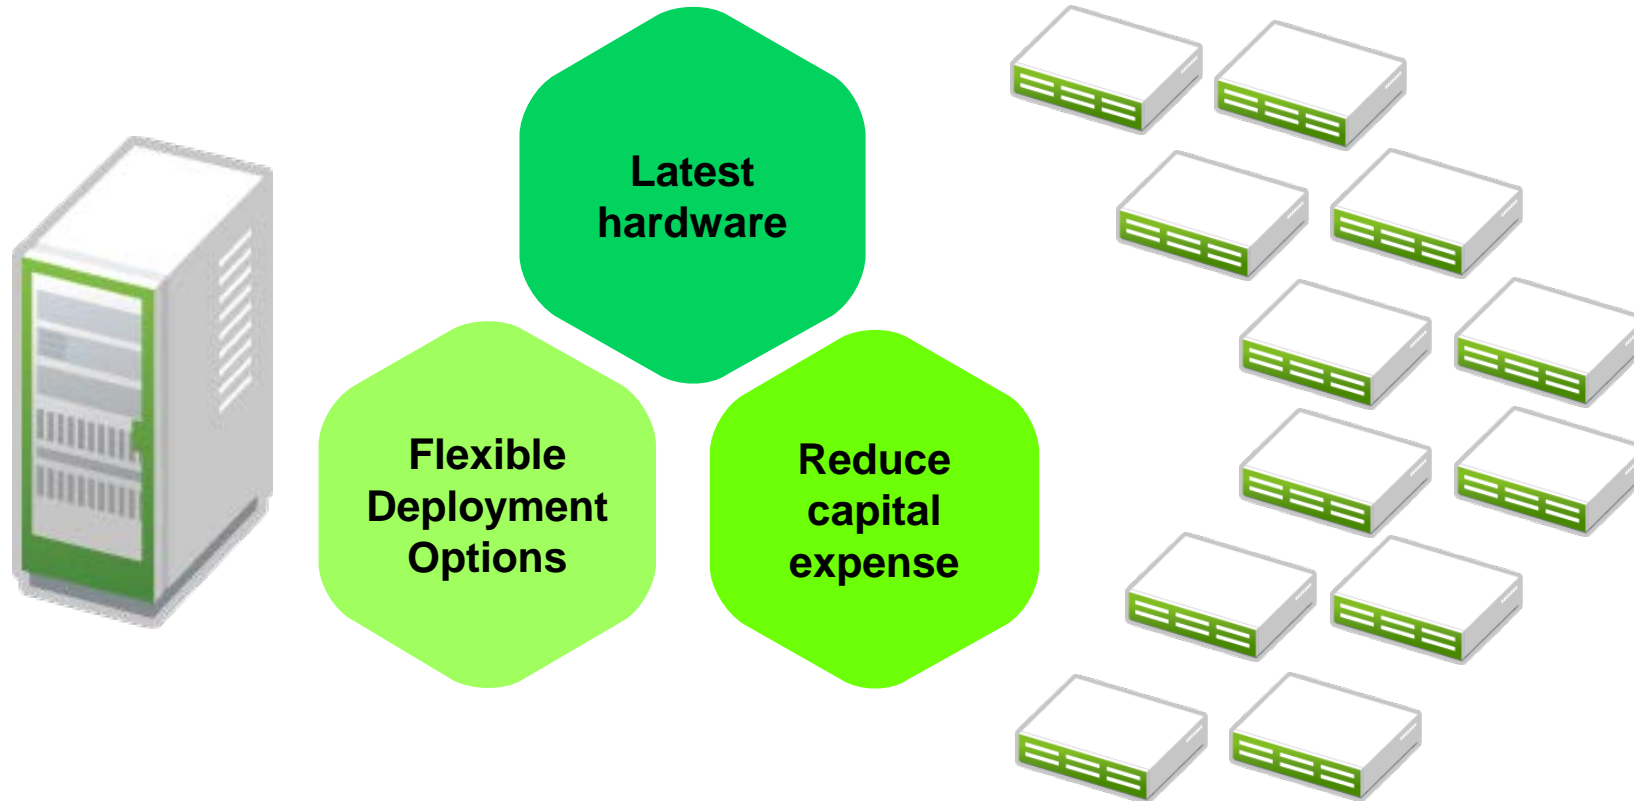 Latest
hardware
Flexible
Deployment
Options
Reduce
capital
expense